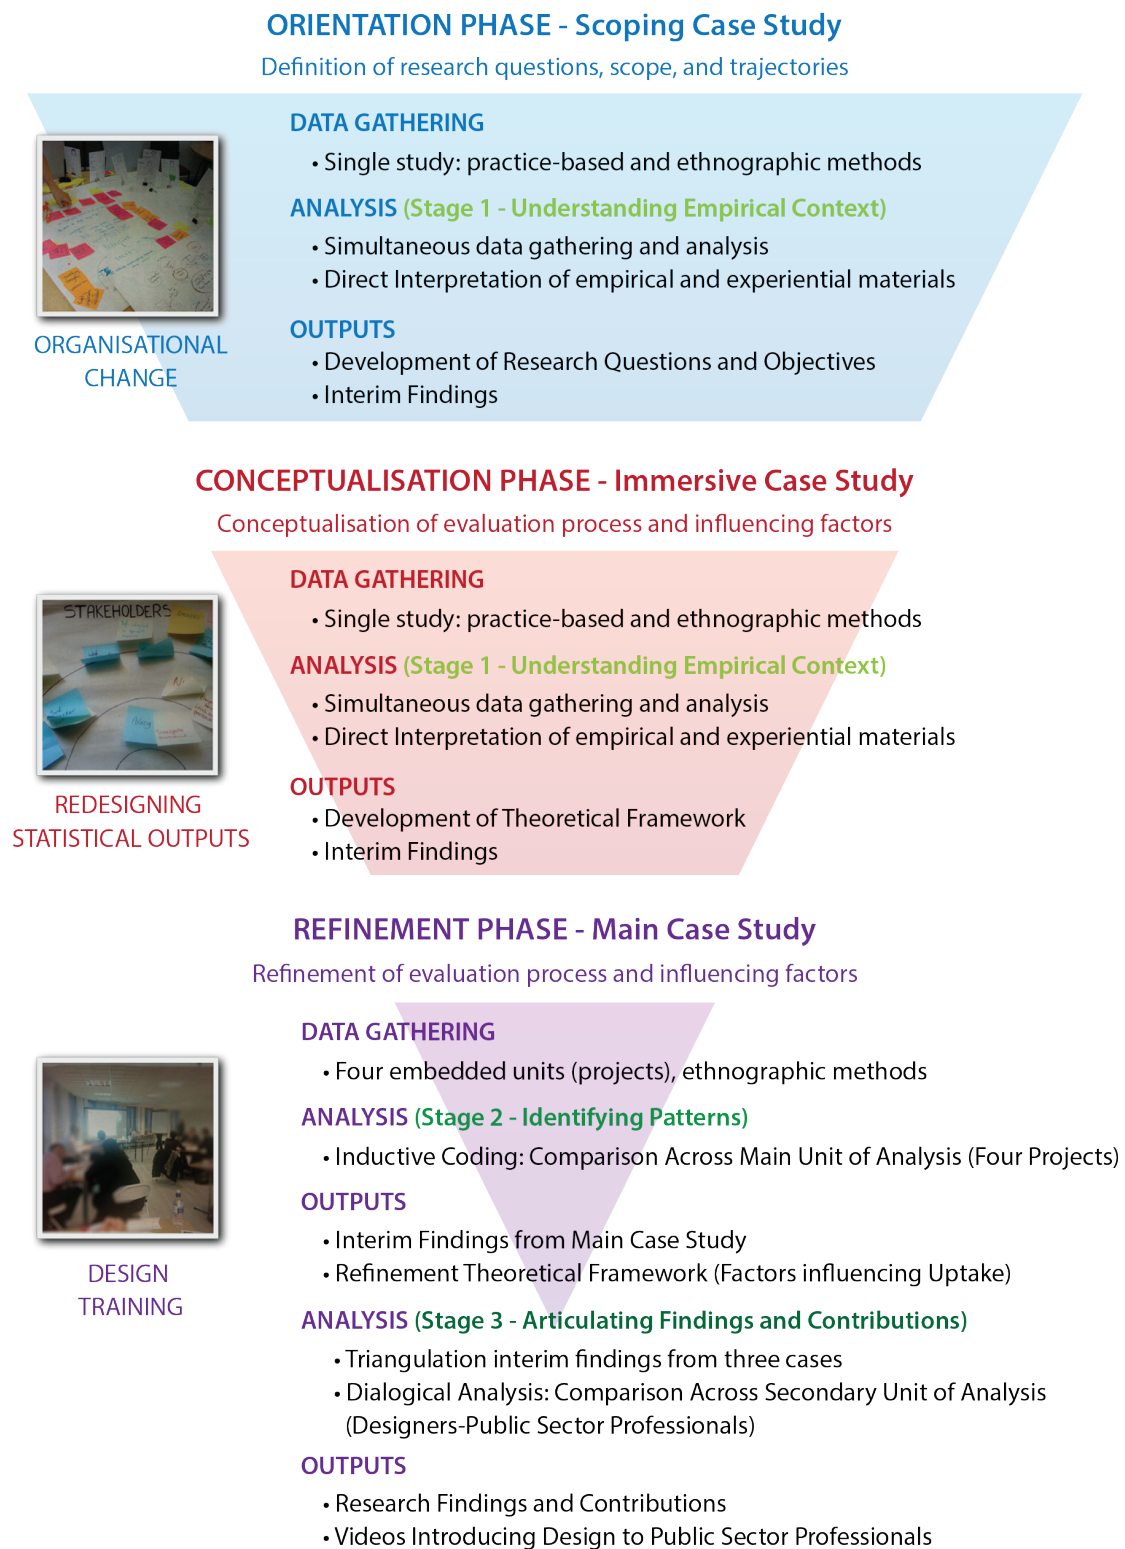 ORIENTATION PHASE - Scoping Case Study
Definition of research questions, scope, and trajectories
DATA GATHERING
• Single study: practice-based and ethnographic methods
ANALYSIS (Stage 1 - Understanding Empirical Context)
• Simultaneous data gathering and analysis
• Direct Interpretation of empirical and experiential materials
OUTPUTS
• Development of Research Questions and Objectives
• Interim Findings
ORGANISATIONAL
CHANGE
CONCEPTUALISATION PHASE - Immersive Case Study
Conceptualisation of evaluation process and influencing factors
DATA GATHERING
• Single study: practice-based and ethnographic methods
ANALYSIS (Stage 1 - Understanding Empirical Context)
• Simultaneous data gathering and analysis
• Direct Interpretation of empirical and experiential materials
OUTPUTS
• Development of Theoretical Framework
• Interim Findings
STAKEHOLDERS
REDESIGNING
STATISTICAL OUTPUTS
REFINEMENT PHASE - Main Case Study
Refinement of evaluation process and influencing factors
DATA GATHERING
• Four embedded units (projects), ethnographic methods
ANALYSIS (Stage 2 - Identifying Patterns)
• Inductive Coding: Comparison Across Main Unit of Analysis (Four Projects)
OUTPUTS
• Interim Findings from Main Case Study
• Refinement Theoretical Framework (Factors influencing Uptake)
DESIGN
TRAINING
ANALYSIS (Stage 3 - Articulating Findings and Contributions)
• Triangulation interim findings from three cases
• Dialogical Analysis: Comparison Across Secondary Unit of Analysis
(Designers-Public Sector Professionals)
OUTPUTS
• Research Findings and Contributions
• Videos Introducing Design to Public Sector Professionals